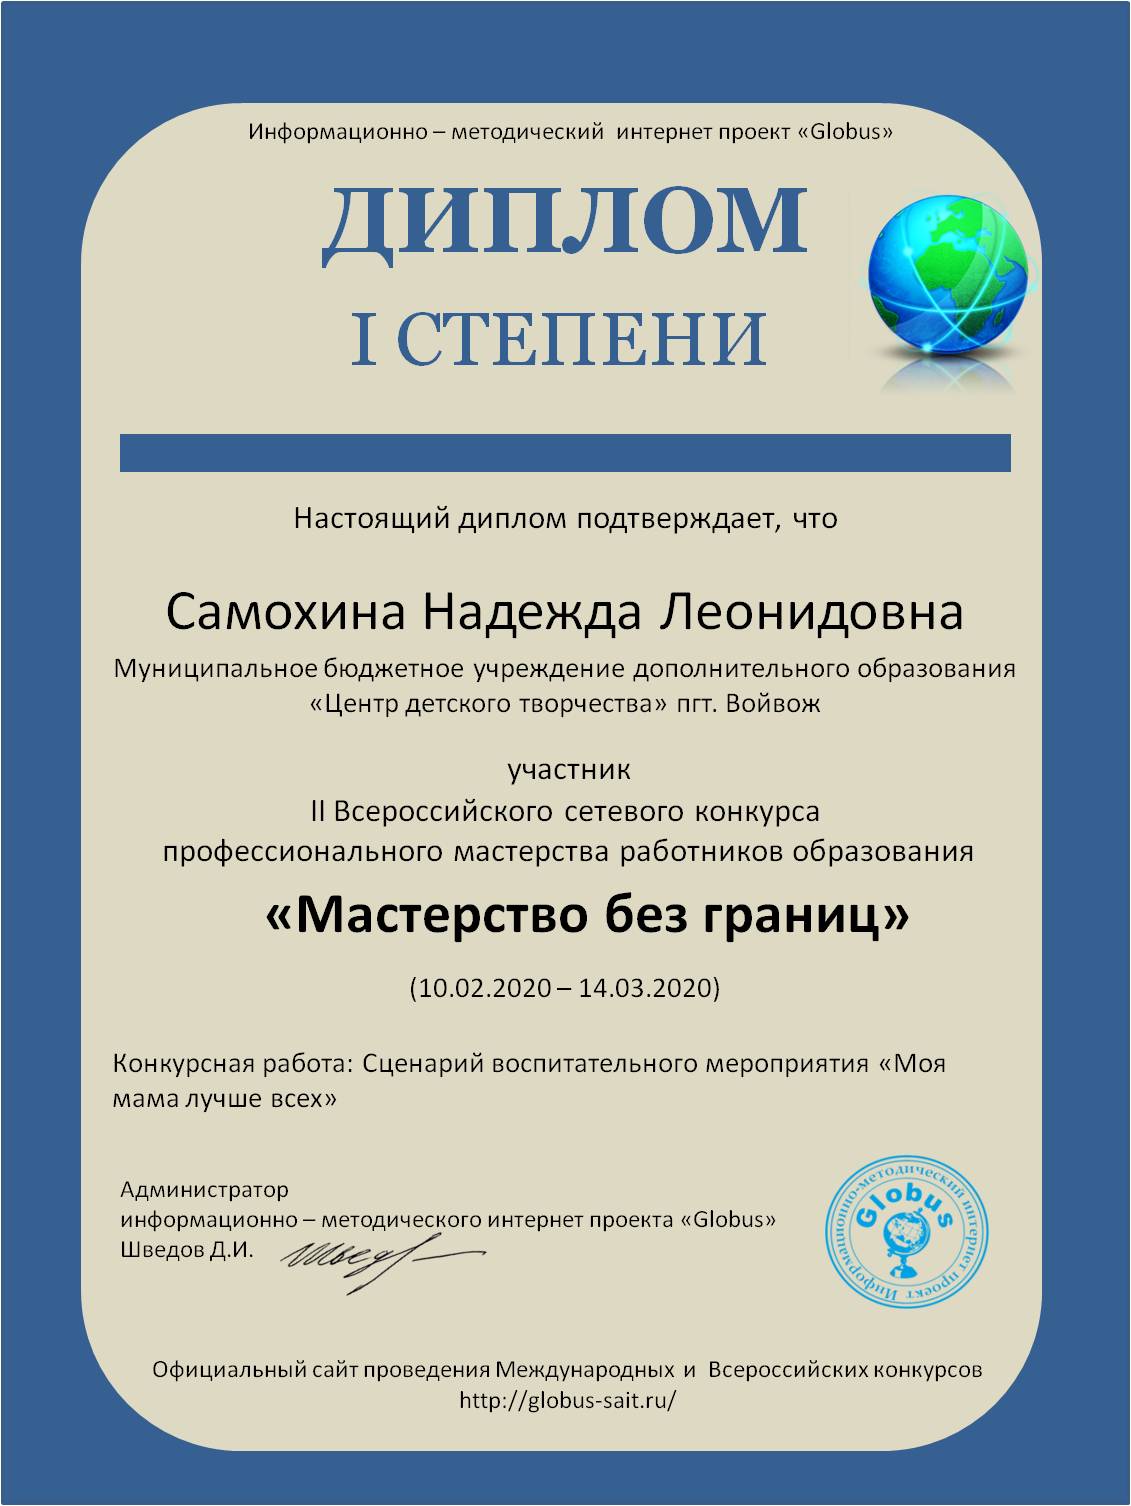 Информационно – методический интернет проект «Globus»
ДИПЛОМ
I СТЕПЕНИ
Настоящий диплом подтверждает, что
Самохина Надежда Леонидовна
Муниципальное бюджетное учреждение дополнительного образования
«Центр детского творчества» пгт. Войвож
участник
II Всероссийского сетевого конкурса
профессионального мастерства работников образования
«Мастерство без границ»
(10.02.2020 – 14.03.2020)
Конкурсная работа: Сценарий воспитательного мероприятия «Моя
мама лучше всех»
Администратор
информационно – методического интернет проекта «Globus»
Шведов Д.И.
Шведов
Информационно-методический интернет проект
Globus
Официальный сайт проведения Международных и Всероссийских конкурсов
http://globus-sait.ru/